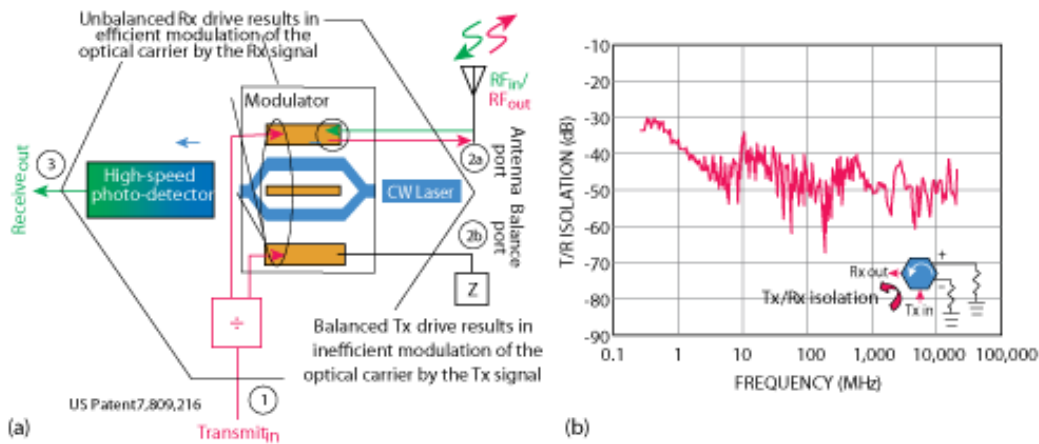 Unbalanced Rx drive results in
efficient modulation of the
optical carrier by the Rx signal
RFin/
RFout
Modulator
Antenna
port
2a
3
High-speed
photo-detector
CW Laser
Receiveout
Balance
port
2b
Z
÷
Balanced Tx drive results in
inefficient modulation of the
optical carrier by the Tx signal
1
US Patent7,809,216
Transmitin
(a)
T/R ISOLATION (dB)
-10
-20
-30
-40
-50
-60
-70
-80
-90
0.1
1
10
100
1,000
10,000
100,000
FREQUENCY (MHz)
Rx out
+
−
Tx/Rx isolation
Tx in
(b)